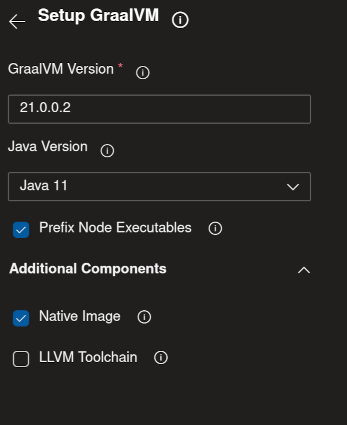 Setup GraalVM
GraalVM Version *
21.0.0.2
Java Version
Java 11
Prefix Node Executables
Additional Components
Native Image
LLVM Toolchain